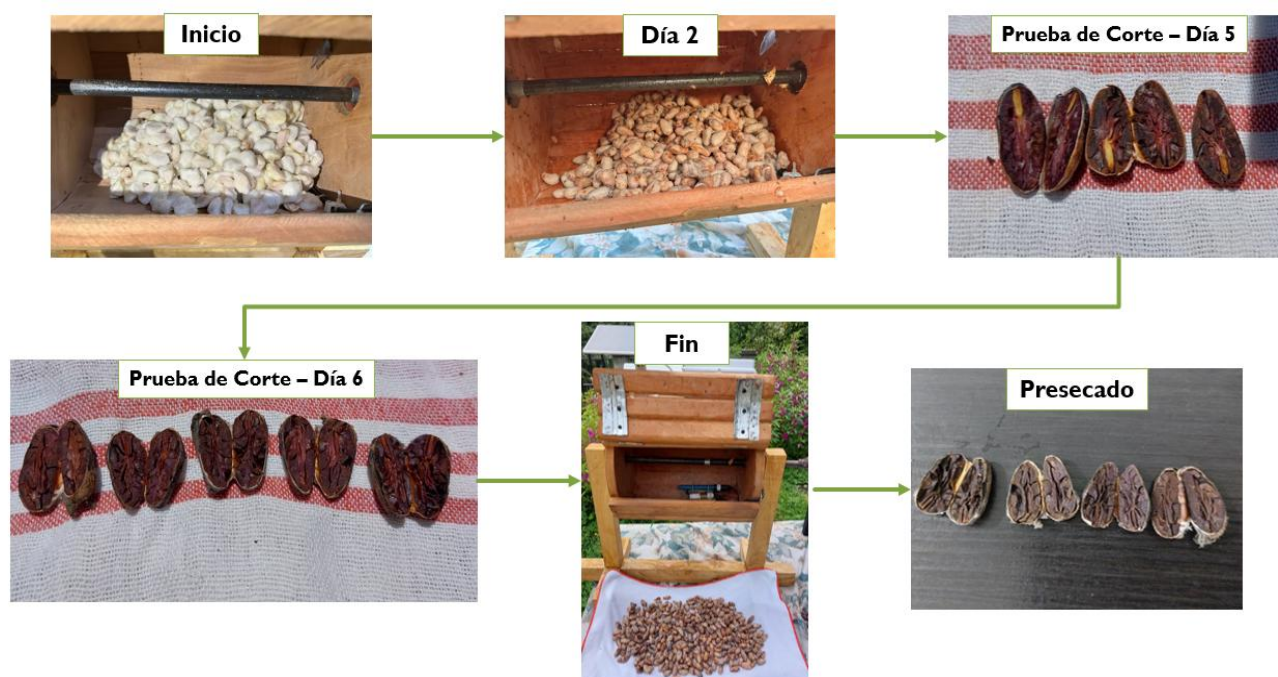 Inicio
Día 2
Prueba de Corte – Día 5
Prueba de Corte – Día 6
Fin
Presecado